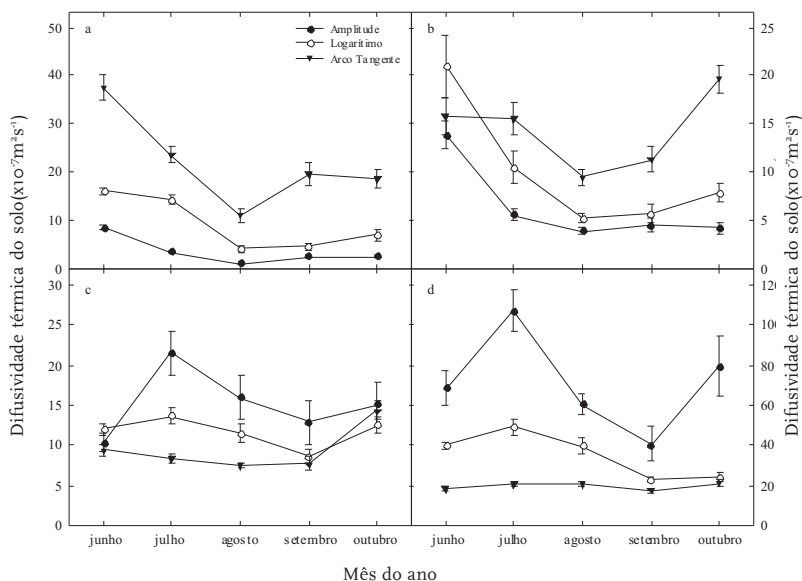 50
40
30
20
10
0
a
Amplitude
Logarítimo
Arco Tangente
b
25
20
15
10
5
0
30
25
20
15
10
5
0
c
d
120
100
80
60
40
20
0
Difusividade térmica do solo(x10⁻⁷m²s⁻¹)
Difusividade térmica do solo(x10⁻⁷m²s⁻¹)
junho julho agosto setembro outubro junho julho agosto setembro outubro
Mês do ano